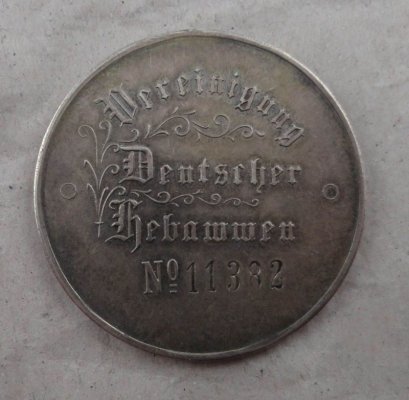 Vereinigung
Deutscher
Hebammen
№ 11382